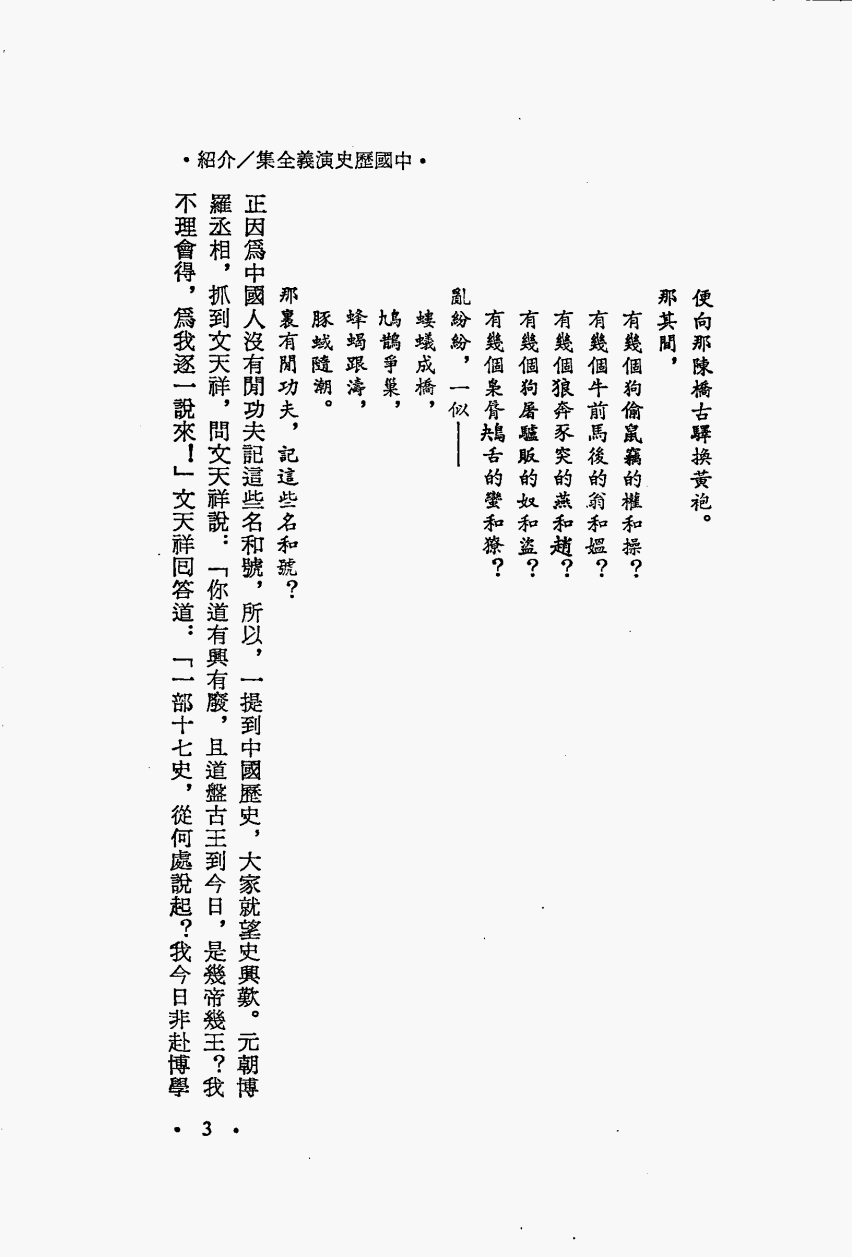 •中國歷史演義全集／介紹•
便向那陳橋古驛換黃袍。
那其間，
有幾個狗偷鼠竊的權和操？
有幾個牛前馬後的翁和媼？
有幾個狼奔豕突的燕和趙？
有幾個狗屠驢販的奴和盜？
有幾個梟脣鴂舌的蠻和獠？
亂紛紛，一似——
螻蟻成橋，
鳩鵲爭巢，
蜂蝎跟濤，
豚蜮隨潮。
那裏有閒功夫，記這些名和號？
正因爲中國人沒有閒功夫記這些名和號，所以，一提到中國歷史，大家就望史興歎。元朝博
羅丞相，抓到文天祥，問文天祥說：「你道有興有廢，且道盤古王到今日，是幾帝幾王？我
不理會得，爲我逐一說來！」文天祥回答道：「一部十七史，從何處說起？我今日非赴博學
•3•